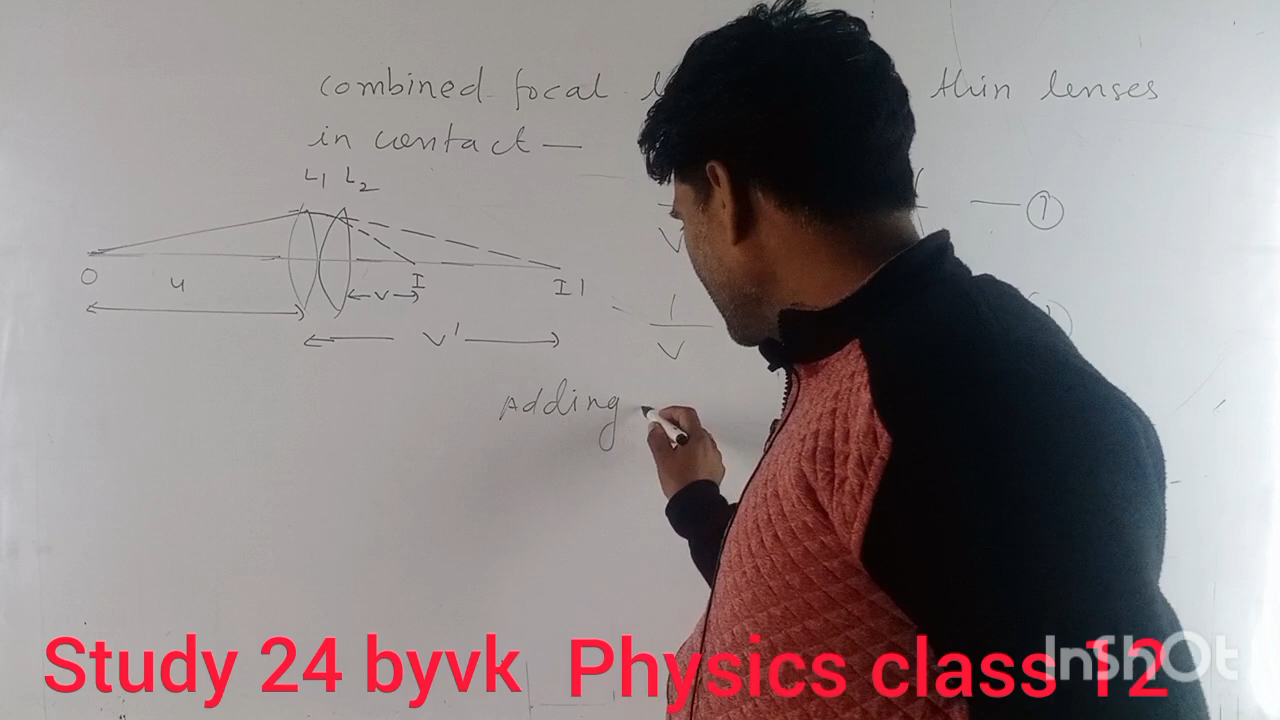 combined focal thin lenses
in contact —
L1 L2
— ①
V
O u I I1
v
V'
1
V
Adding
Study 24 byvk Physics class 12
InShot